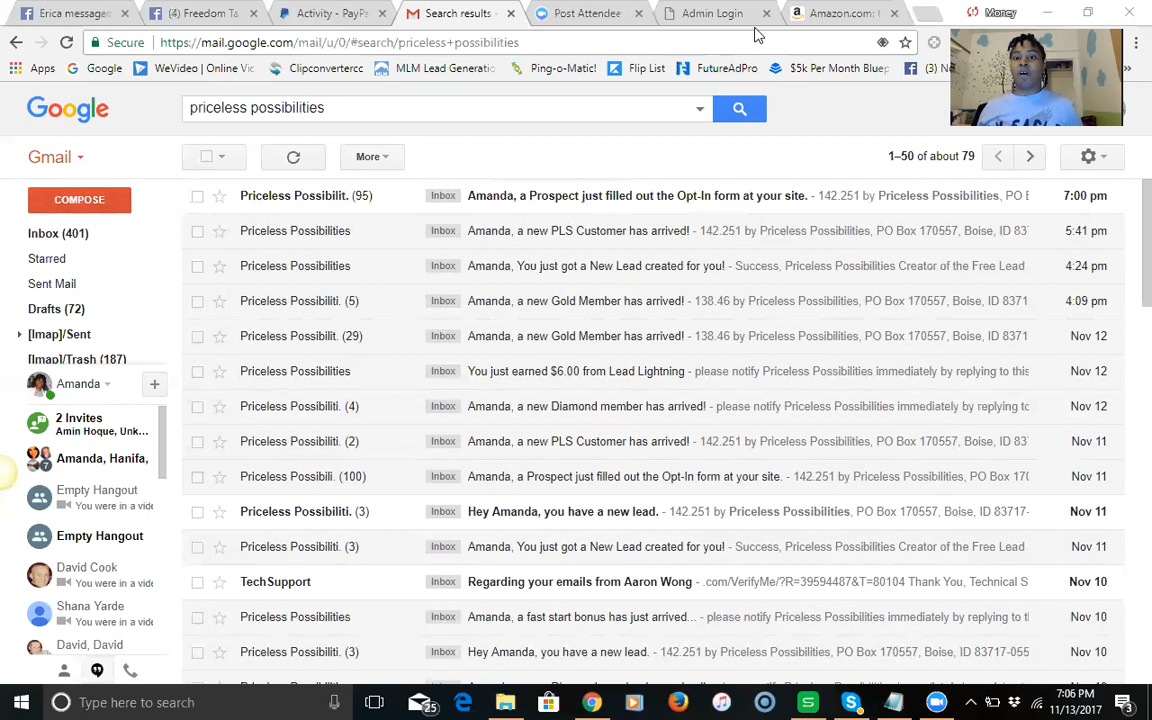 Erica messaged
(4) Freedom Ta
Activity - PayPa
Search results -
Post Attendee
Admin Login
Amazon.com:
Money
Secure
https://mail.google.com/mail/u/0/#search/priceless+possibilities
Apps
Google
WeVideo | Online Vi
Clipconvertercc
MLM Lead Generatio
Ping-o-Matic!
Flip List
FutureAdPro
$5k Per Month Bluep
(3) N
Google
priceless possibilities
Gmail
More
1–50 of about 79
COMPOSE
Inbox (401)
Starred
Sent Mail
Drafts (72)
[Imap]/Sent
[Imap]/Trash (187)
Amanda
2 Invites
Amin Hoque, Unk...
Amanda, Hanifa,
7
Empty Hangout
You were in a vide
Empty Hangout
David Cook
You were in a vide
Shana Yarde
You were in a vide
David, David
You were in a vide
Priceless Possibilit. (95) Inbox Amanda, a Prospect just filled out the Opt-In form at your site. - 142.251 by Priceless Possibilities, PO B 7:00 pm
Priceless Possibilities Inbox Amanda, a new PLS Customer has arrived! - 142.251 by Priceless Possibilities, PO Box 170557, Boise, ID 83 5:41 pm
Priceless Possibilities Inbox Amanda, You just got a New Lead created for you! - Success, Priceless Possibilities Creator of the Free Lead 4:24 pm
Priceless Possibiliti. (5) Inbox Amanda, a new Gold Member has arrived! - 138.46 by Priceless Possibilities, PO Box 170557, Boise, ID 8371 4:09 pm
Priceless Possibilit. (29) Inbox Amanda, a new Gold Member has arrived! - 138.46 by Priceless Possibilities, PO Box 170557, Boise, ID 8371 Nov 12
Priceless Possibilities Inbox You just earned $6.00 from Lead Lightning - please notify Priceless Possibilities immediately by replying to this Nov 12
Priceless Possibiliti. (4) Inbox Amanda, a new Diamond member has arrived! - please notify Priceless Possibilities immediately by replying to Nov 12
Priceless Possibiliti. (2) Inbox Amanda, a new PLS Customer has arrived! - 142.251 by Priceless Possibilities, PO Box 170557, Boise, ID 83 Nov 11
Priceless Possibili. (100) Inbox Amanda, a Prospect just filled out the Opt-In form at your site. - 142.251 by Priceless Possibilities, PO Box 17 Nov 11
Priceless Possibiliti. (3) Inbox Hey Amanda, you have a new lead. - 142.251 by Priceless Possibilities, PO Box 170557, Boise, ID 83717- Nov 11
Priceless Possibiliti. (3) Inbox Amanda, You just got a New Lead created for you! - Success, Priceless Possibilities Creator of the Free Lead Nov 11
TechSupport Inbox Regarding your emails from Aaron Wong - .com/VerifyMe/?R=39594487&T=80104 Thank You, Technical S Nov 10
Priceless Possibilities Inbox Amanda, a fast start bonus has just arrived... - please notify Priceless Possibilities immediately by replying to Nov 10
Priceless Possibiliti. (3) Inbox Hey Amanda, you have a new lead. - 142.251 by Priceless Possibilities, PO Box 170557, Boise, ID 83717-055 Nov 10
Type here to search
25
7:06 PM
11/13/2017
3